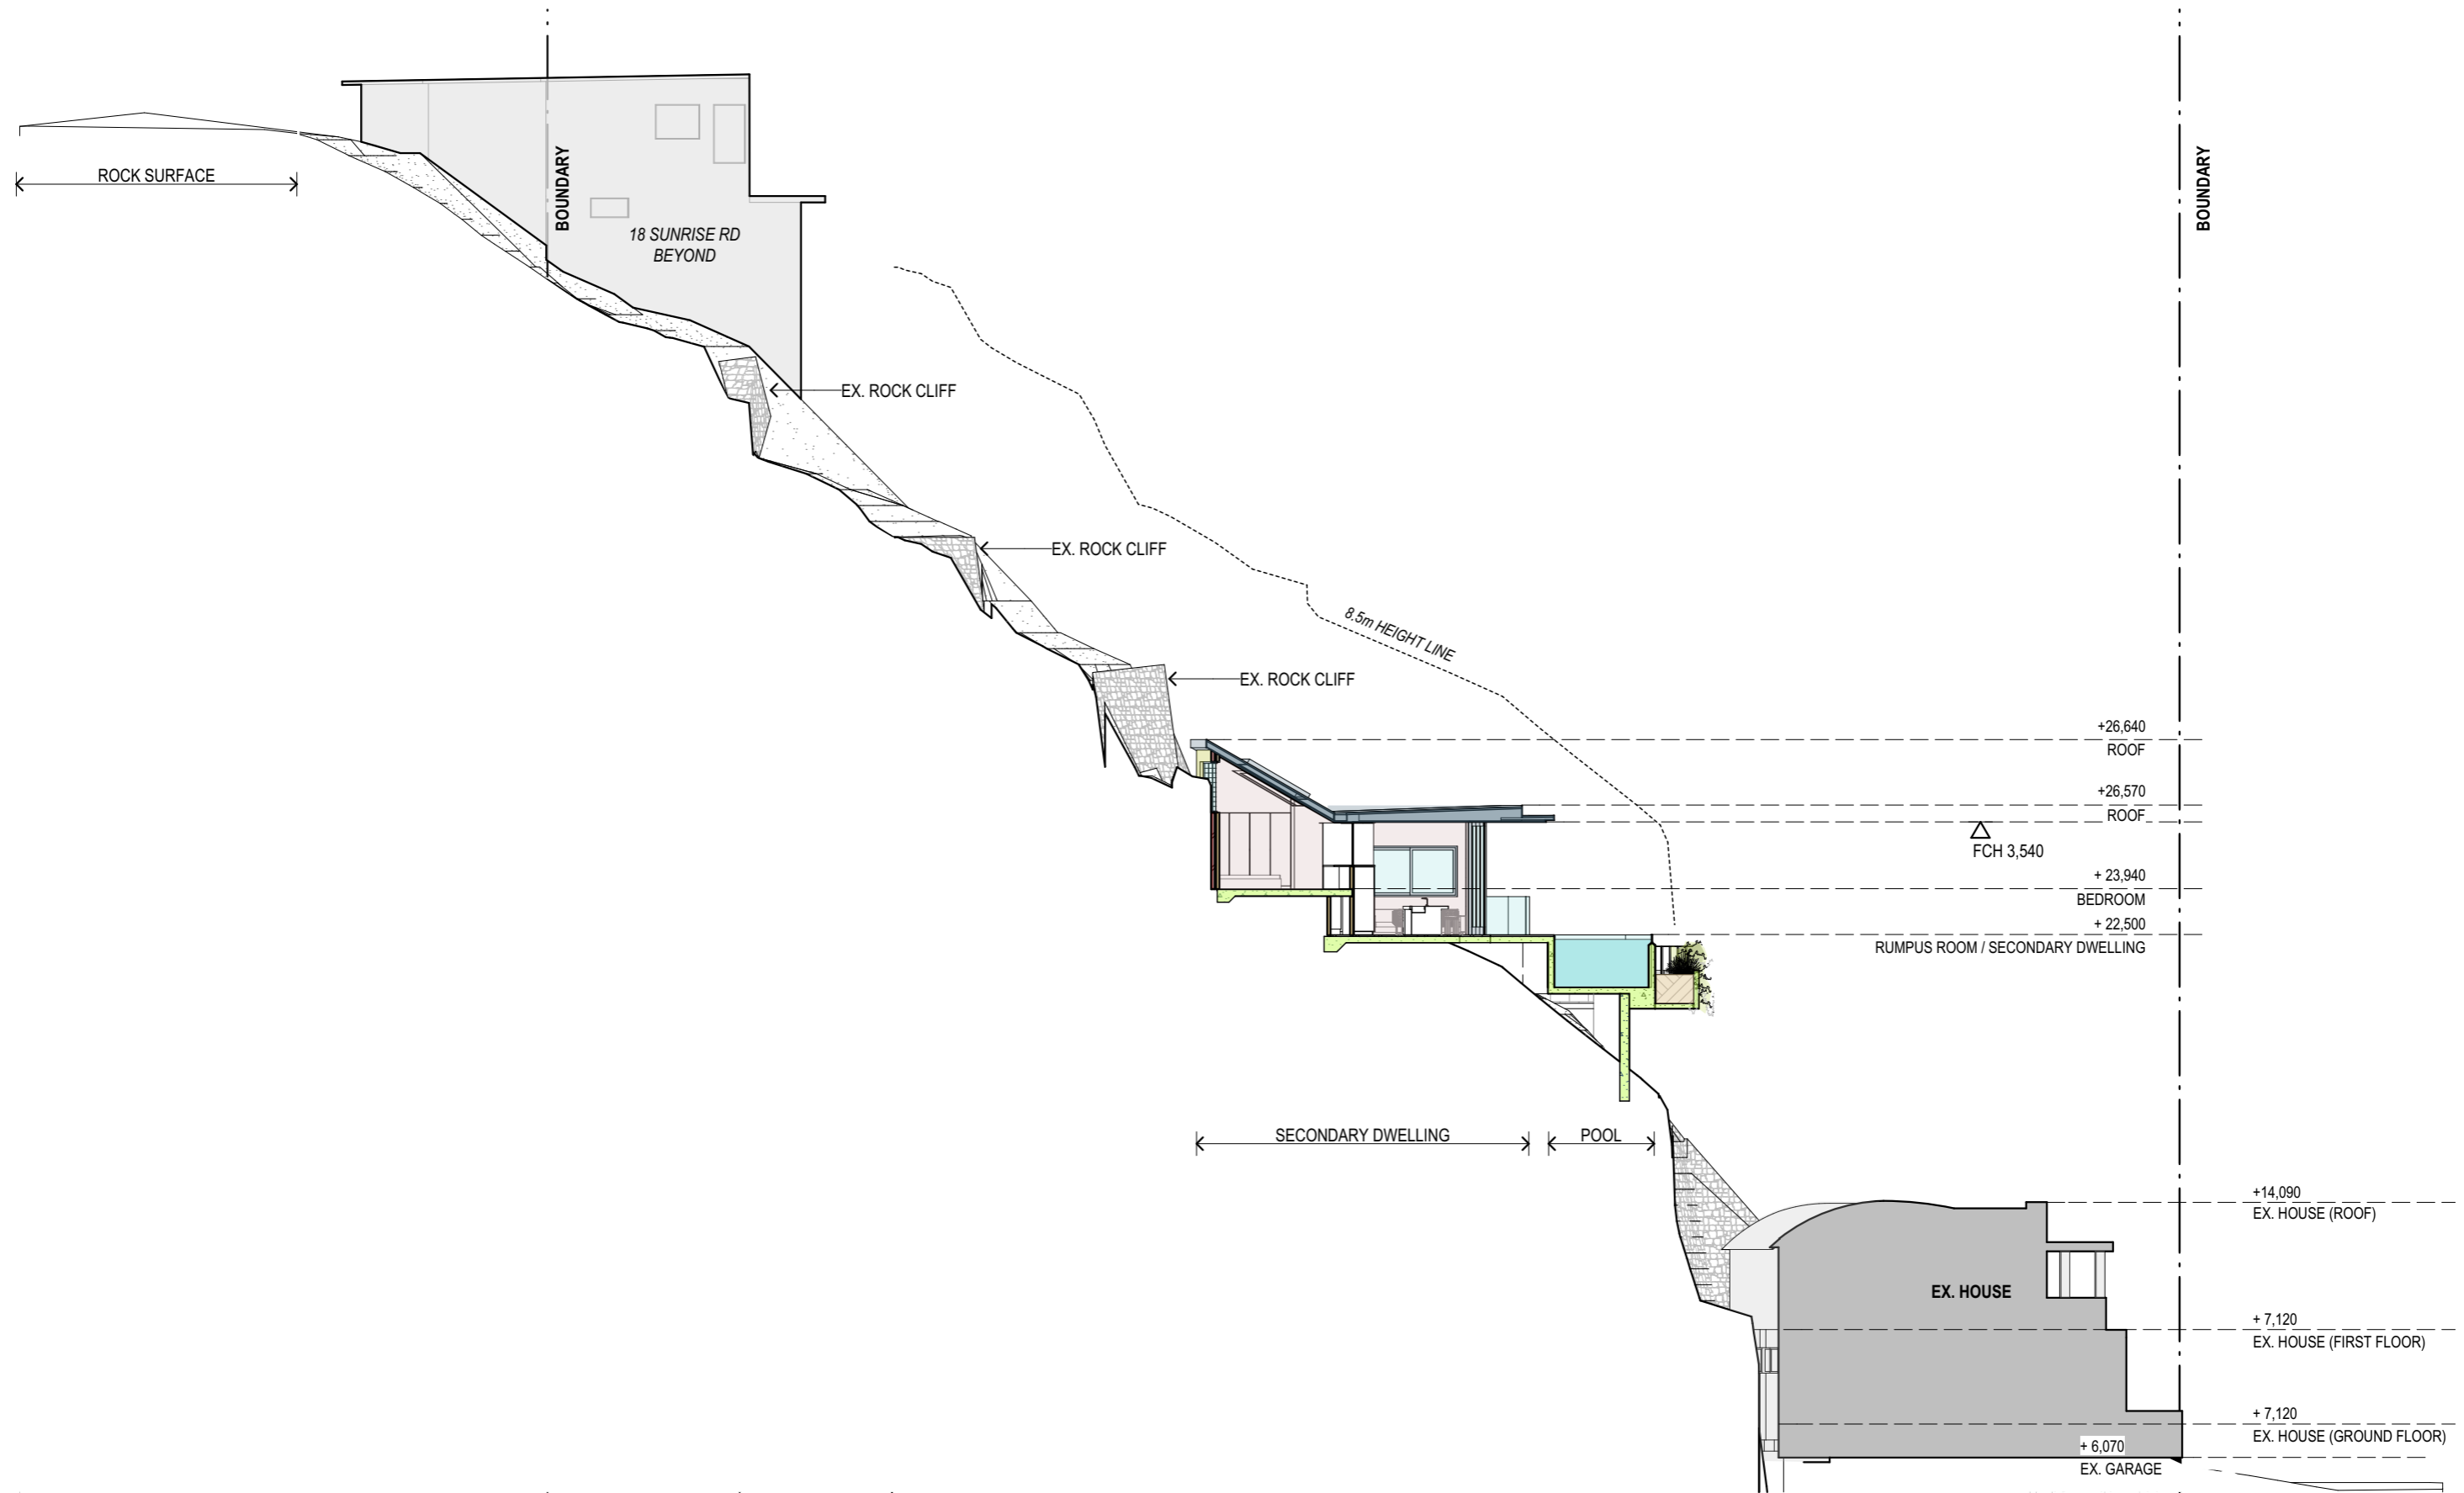 BOUNDARY
BOUNDARY
ROCK SURFACE
18 SUNRISE RD
BEYOND
EX. ROCK CLIFF
EX. ROCK CLIFF
8.5m HEIGHT LINE
EX. ROCK CLIFF
+26,640
ROOF
+26,570
ROOF
FCH 3,540
+ 23,940
BEDROOM
+ 22,500
RUMPUS ROOM / SECONDARY DWELLING
SECONDARY DWELLING
POOL
+14,090
EX. HOUSE (ROOF)
EX. HOUSE
+ 7,120
EX. HOUSE (FIRST FLOOR)
+ 7,120
EX. HOUSE (GROUND FLOOR)
+ 6,070
EX. GARAGE